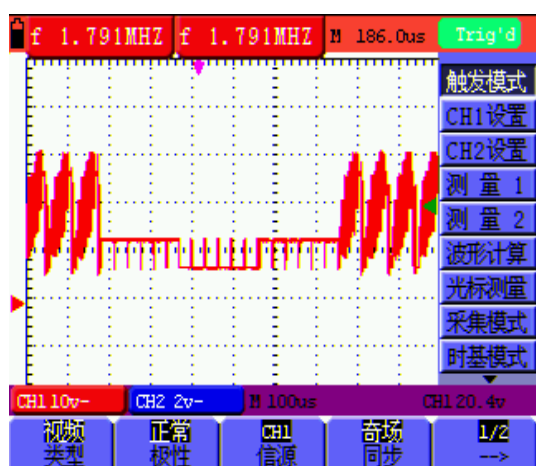 f 1.791MHZ f 1.791MHZ M 186.0us Trig'd
触发模式
CH1设置
CH2设置
测 量 1
测 量 2
波形计算
光标测量
采集模式
时基模式
CH1 10v- CH2 2v- M 100us CH1 20.4v
视频 正常 CH1 奇场 1/2
类型 极性 信源 同步 -->